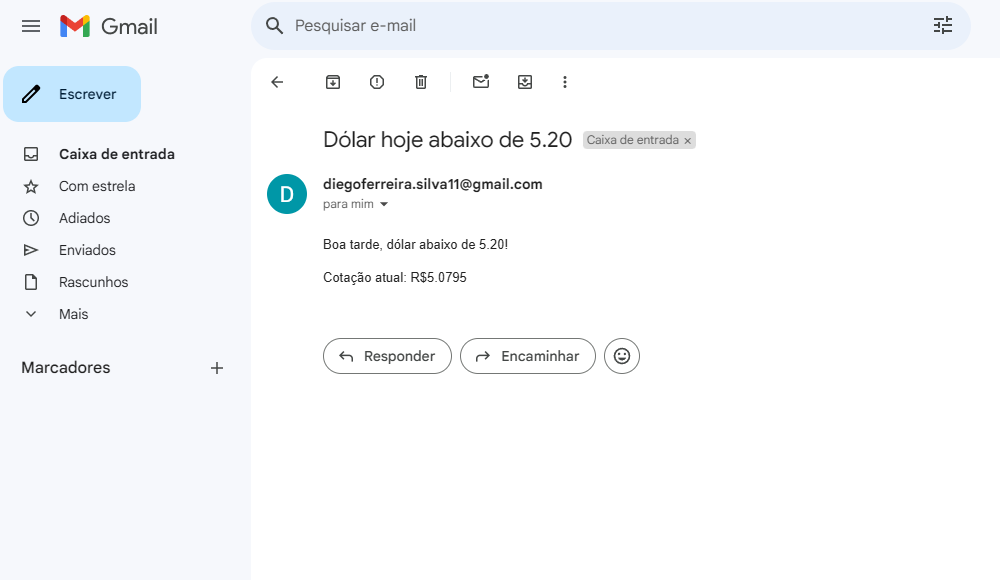 Gmail
Pesquisar e-mail
Escrever
Caixa de entrada
Com estrela
Adiados
Enviados
Rascunhos
Mais
Marcadores
Dólar hoje abaixo de 5.20 Caixa de entrada ×
D
diegoferreira.silva11@gmail.com
para mim
Boa tarde, dólar abaixo de 5.20!
Cotação atual: R$5.0795
Responder Encaminhar